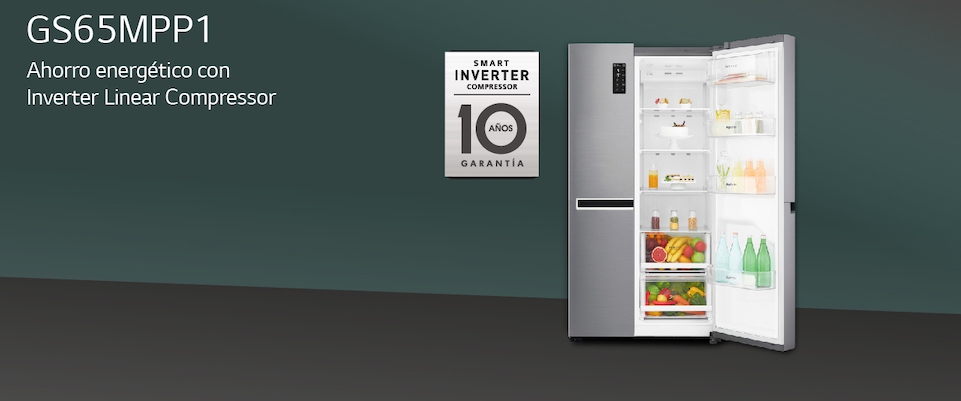 GS65MPP1
Ahorro energético con
Inverter Linear Compressor
SMART
INVERTER
COMPRESSOR
10
AÑOS
GARANTÍA